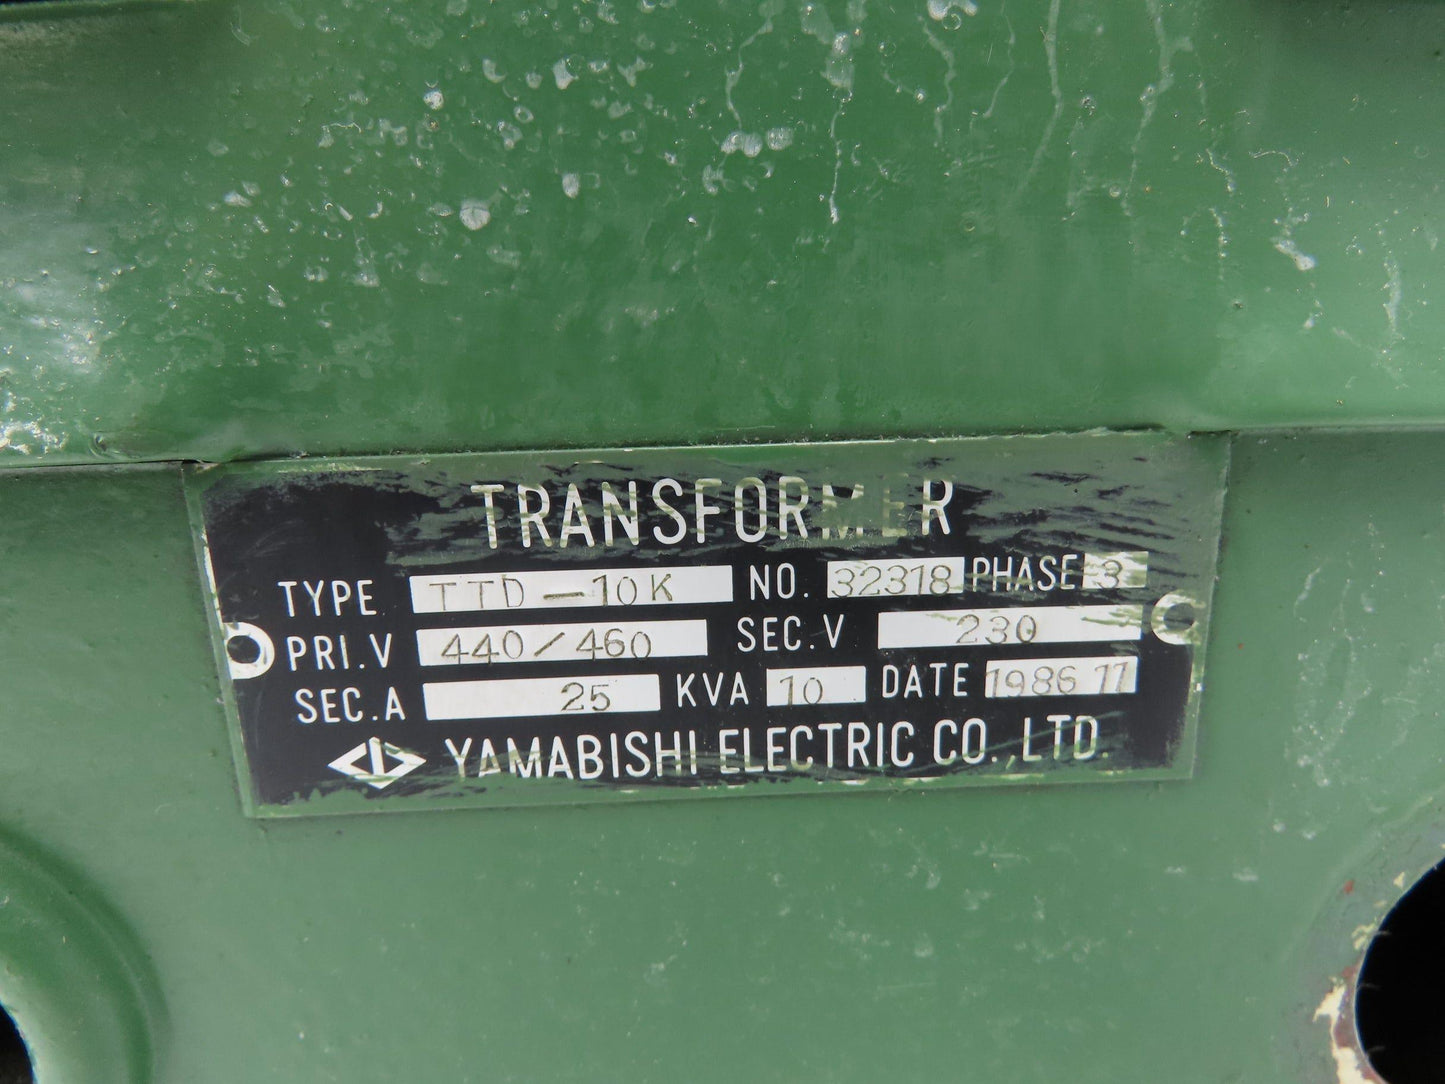 TRANSFORMER
TYPE TTD-10K NO. 32318 PHASE 3
PRI.V 440/460 SEC.V 230
SEC.A 25 KVA 10 DATE 1986 11
YAMABISHI ELECTRIC CO.,LTD.